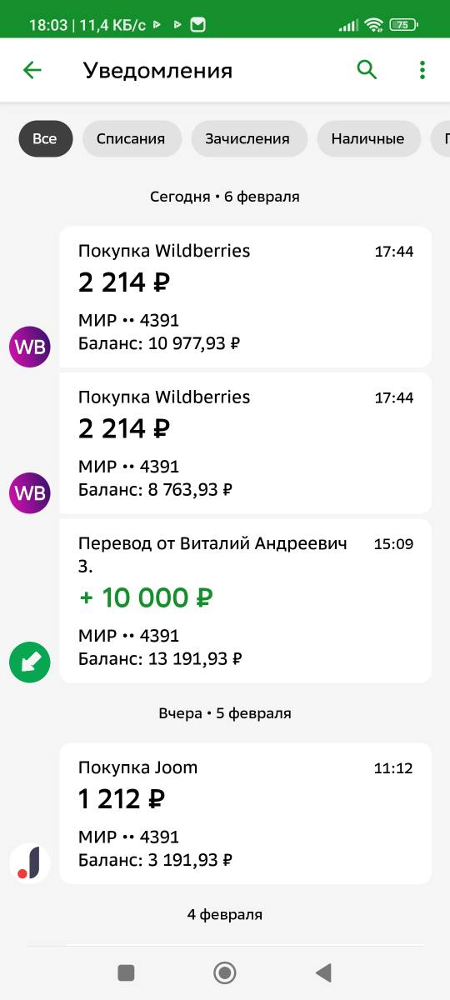 18:03 | 11,4 КБ/с
75
Уведомления
Все
Списания
Зачисления
Наличные
Сегодня • 6 февраля
Покупка Wildberries 17:44
2 214 ₽
МИР •• 4391
Баланс: 10 977,93 ₽
WB
Покупка Wildberries 17:44
2 214 ₽
МИР •• 4391
Баланс: 8 763,93 ₽
WB
Перевод от Виталий Андреевич 15:09
З.
+ 10 000 ₽
МИР •• 4391
Баланс: 13 191,93 ₽
Вчера • 5 февраля
Покупка Joom 11:12
1 212 ₽
МИР •• 4391
Баланс: 3 191,93 ₽
4 февраля